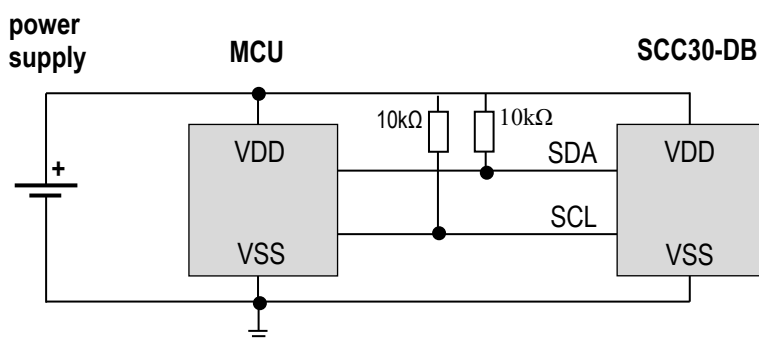 power
supply
MCU
SCC30-DB
+
10kΩ
10kΩ
VDD
SDA
VDD
SCL
VSS
VSS